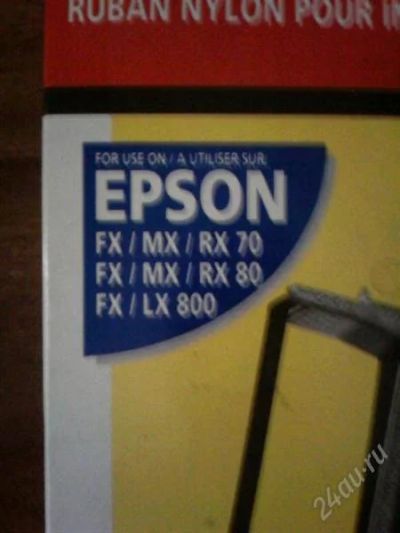 RUBAN NYLON POUR
FOR USE ON / A UTILISER SUR:
EPSON
FX / MX / RX 70
FX / MX / RX 80
FX / LX 800
24au.ru